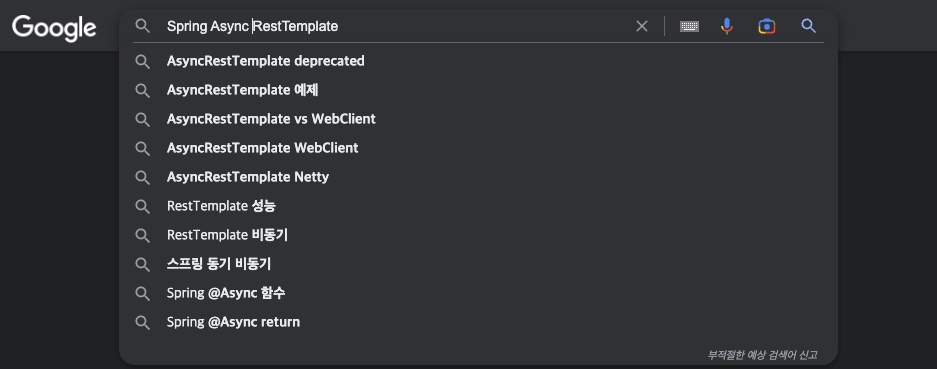 Google
Spring Async RestTemplate
AsyncRestTemplate deprecated
AsyncRestTemplate 예제
AsyncRestTemplate vs WebClient
AsyncRestTemplate WebClient
AsyncRestTemplate Netty
RestTemplate 성능
RestTemplate 비동기
스프링 동기 비동기
Spring @Async 함수
Spring @Async return
부적절한 예상 검색어 신고